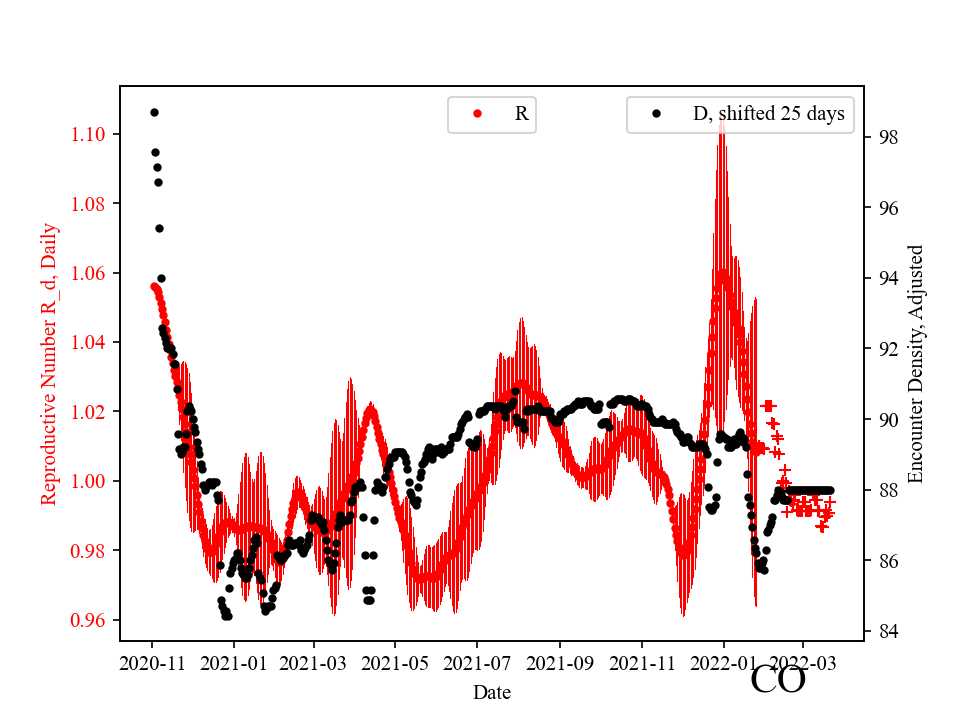 R
D, shifted 25 days
1.10
1.08
1.06
1.04
1.02
1.00
0.98
0.96
Reproductive Number R_d, Daily
98
96
94
92
90
88
86
84
Encounter Density, Adjusted
2020-11 2021-01 2021-03 2021-05 2021-07 2021-09 2021-11 2022-01 2022-03
Date
CO